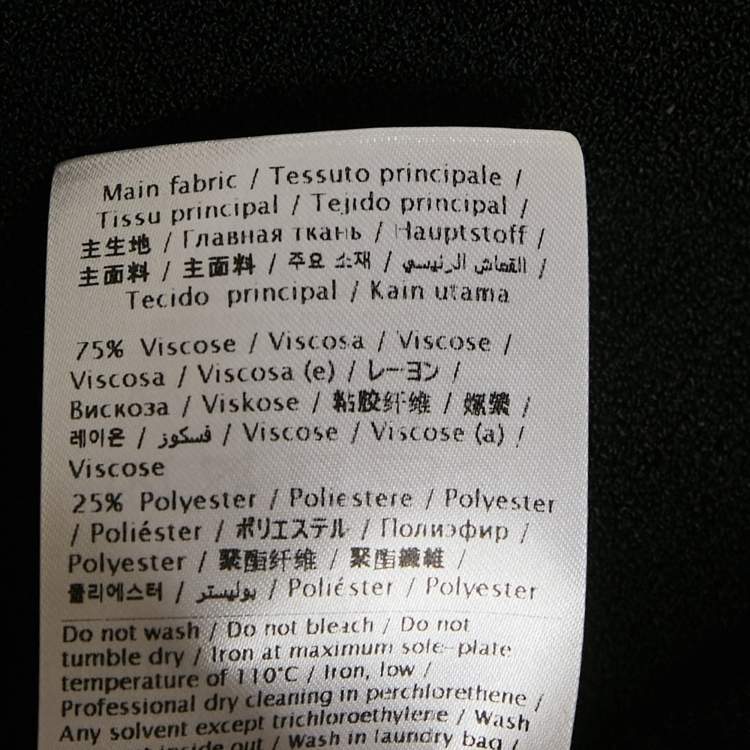 Main fabric / Tessuto principale /
Tissu principal / Tejido principal /
主生地 / Главная ткань / Hauptstoff /
主面料 / 主面料 / 주요 소재 / القماش الرئيسي /
Tecido principal / Kain utama
75% Viscose / Viscosa / Viscose /
Viscosa / Viscosa (e) / レーヨン /
Вискоза / Viskose / 粘胶纤维 / 嫘縈 /
레이온 / فسكوز / Viscose / Viscose (a) /
Viscose
25% Polyester / Poliestere / Polyester
/ Poliéster / ポリエステル / Полиэфир /
Polyester / 聚酯纤维 / 聚酯纖維 /
폴리에스터 / بوليستر / Poliéster / Polyester
Do not wash / Do not bleach / Do not
tumble dry / Iron at maximum sole-plate
temperature of 110°C / Iron, low /
Professional dry cleaning in perchlorethene /
Any solvent except trichloroethylene / Wash
inside out / Wash in laundry bag /